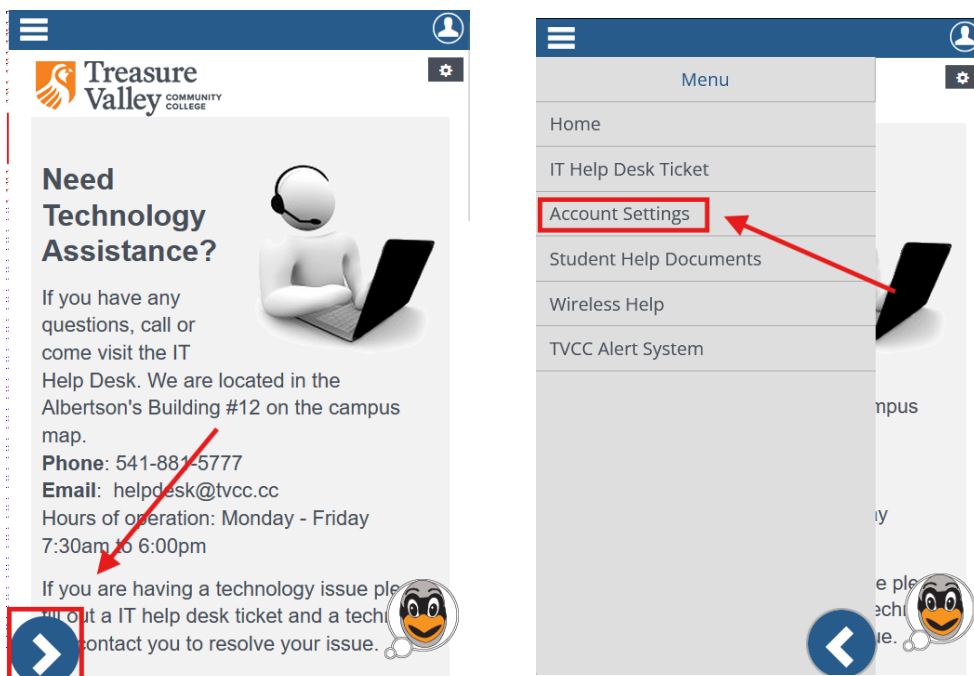 Treasure
Valley COMMUNITY
COLLEGE
Need
Technology
Assistance?
If you have any
questions, call or
come visit the IT
Help Desk. We are located in the
Albertson's Building #12 on the campus
map.
Phone: 541-881-5777
Email: helpdesk@tvcc.cc
Hours of operation: Monday - Friday
7:30am to 6:00pm
If you are having a technology issue ple
fill out a IT help desk ticket and a techn
contact you to resolve your issue.
Menu
Home
IT Help Desk Ticket
Account Settings
Student Help Documents
Wireless Help
TVCC Alert System
mpus
ay
e ple
echn
ue.